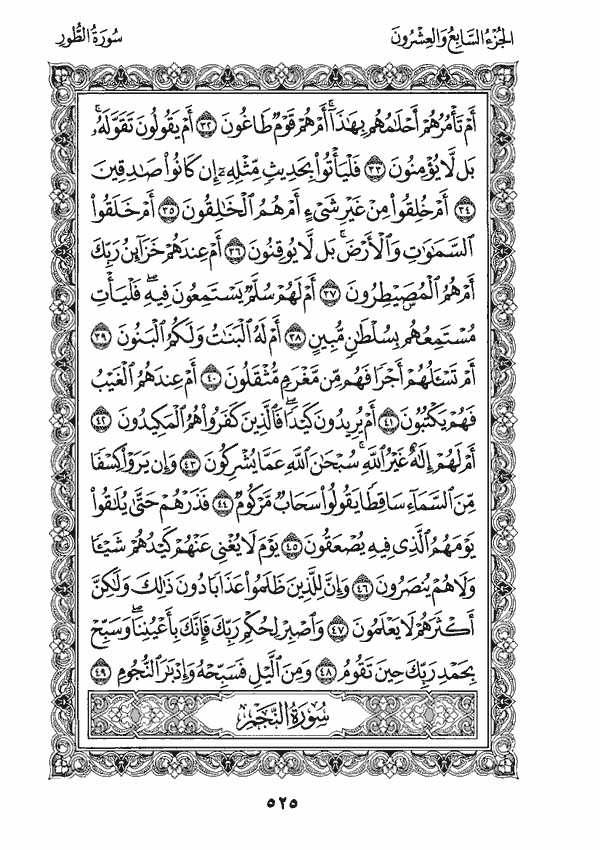 الجزء السابع والعشرون
سورة الطور
أَمْ تَأْمُرُهُمْ أَحْلَامُهُم بِهَٰذَا ۚ أَمْ هُمْ قَوْمٌ طَاغُونَ ٣٢ أَمْ يَقُولُونَ تَقَوَّلَهُ ۚ
بَل لَّا يُؤْمِنُونَ ٣٣ فَلْيَأْتُوا۟ بِحَدِيثٍ مِّثْلِهِ إِن كَانُوا۟ صَٰدِقِينَ
٣٤ أَمْ خُلِقُوا۟ مِنْ غَيْرِ شَىْءٍ أَمْ هُمُ ٱلْخَٰلِقُونَ ٣٥ أَمْ خَلَقُوا۟
ٱلسَّمَٰوَٰتِ وَٱلْأَرْضَ ۚ بَل لَّا يُوقِنُونَ ٣٦ أَمْ عِندَهُمْ خَزَآئِنُ رَبِّكَ
أَمْ هُمُ ٱلْمُصَۣيْطِرُونَ ٣٧ أَمْ لَهُمْ سُلَّمٌ يَسْتَمِعُونَ فِيهِ ۖ فَلْيَأْتِ
مُسْتَمِعُهُم بِسُلْطَٰنٍ مُّبِينٍ ٣٨ أَمْ لَهُ ٱلْبَنَٰتُ وَلَكُمُ ٱلْبَنُونَ ٣٩
أَمْ تَسْـَٔلُهُمْ أَجْرًا فَهُم مِّن مَّغْرَمٍ مُّثْقَلُونَ ٤٠ أَمْ عِندَهُمُ ٱلْغَيْبُ
فَهُمْ يَكْتُبُونَ ٤١ أَمْ يُرِيدُونَ كَيْدًا ۖ فَٱلَّذِينَ كَفَرُوا۟ هُمُ ٱلْمَكِيدُونَ ٤٢
أَمْ لَهُمْ إِلَٰهٌ غَيْرُ ٱللَّهِ ۚ سُبْحَٰنَ ٱللَّهِ عَمَّا يُشْرِكُونَ ٤٣ وَإِن يَرَوْا۟ كِسْفًا
مِّنَ ٱلسَّمَآءِ سَاقِطًا يَقُولُوا۟ سَحَابٌ مَّرْكُومٌ ٤٤ فَذَرْهُمْ حَتَّىٰ يُلَٰقُوا۟
يَوْمَهُمُ ٱلَّذِى فِيهِ يُصْعَقُونَ ٤٥ يَوْمَ لَا يُغْنِى عَنْهُمْ كَيْدُهُمْ شَيْـًٔا
وَلَا هُمْ يُنصَرُونَ ٤٦ وَإِنَّ لِلَّذِينَ ظَلَمُوا۟ عَذَابًا دُونَ ذَٰلِكَ وَلَٰكِنَّ
أَكْثَرَهُمْ لَا يَعْلَمُونَ ٤٧ وَٱصْبِرْ لِحُكْمِ رَبِّكَ فَإِنَّكَ بِأَعْيُنِنَا ۖ وَسَبِّحْ
بِحَمْدِ رَبِّكَ حِينَ تَقُومُ ٤٨ وَمِنَ ٱلَّيْلِ فَسَبِّحْهُ وَإِدْبَٰرَ ٱلنُّجُومِ ٤٩
سُورَةُ النَّجْمِ
٥٢٥